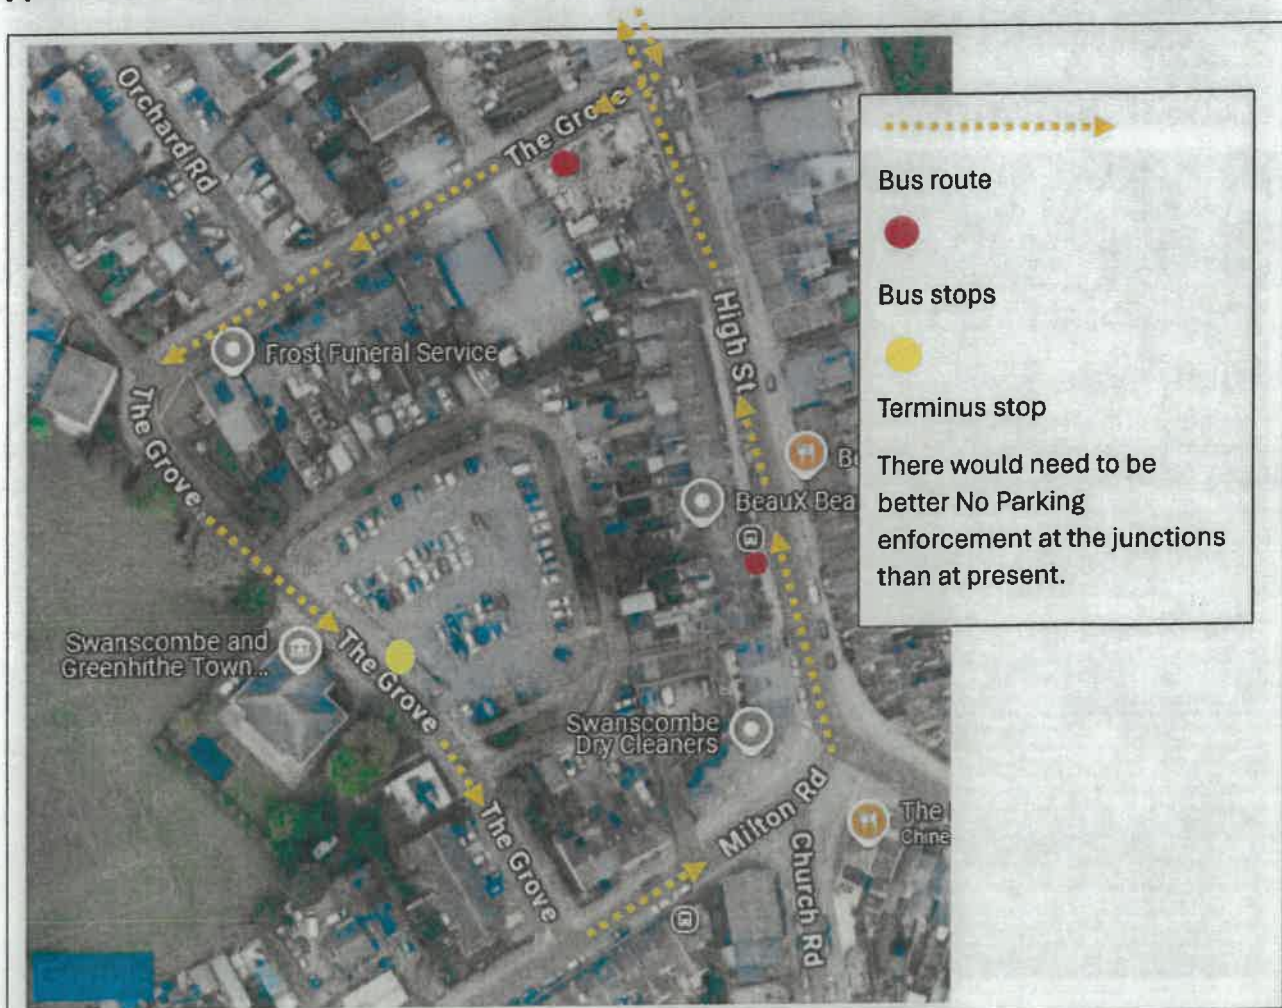 Orchard Rd
The Grove
Frost Funeral Service
The Grove
High St
BeauX Bea
Swanscombe and
Greenhithe Town...
The Grove
Swanscombe
Dry Cleaners
The Grove
Milton Rd
Church Rd
The
Chine
Bus route
Bus stops
Terminus stop
There would need to be
better No Parking
enforcement at the junctions
than at present.